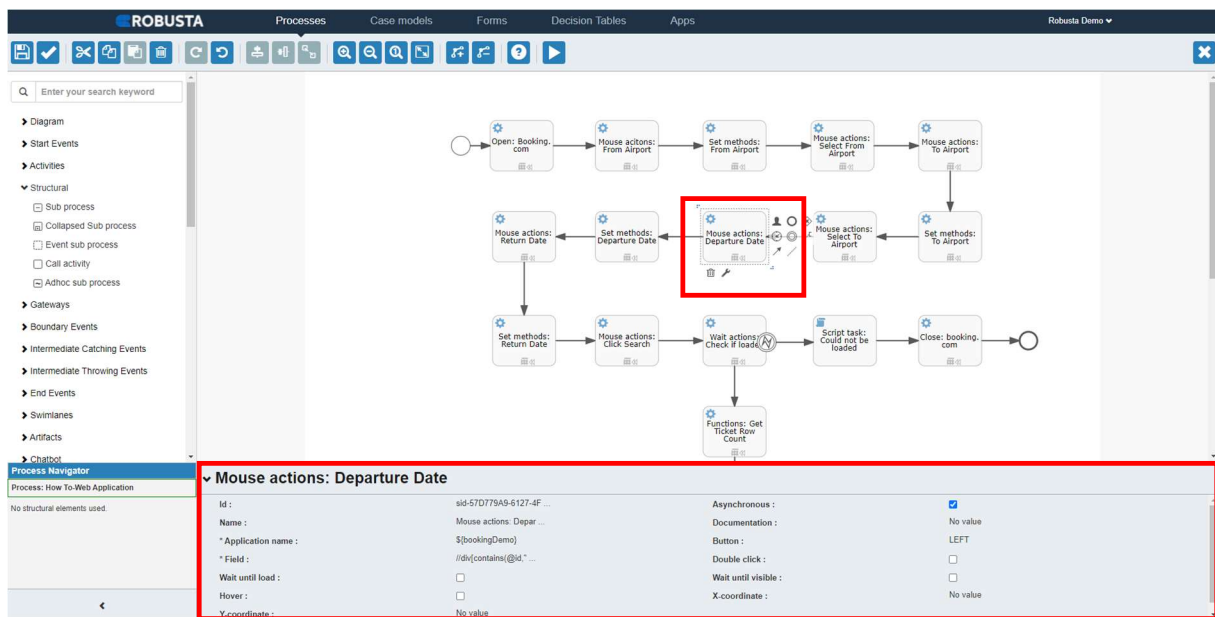 ROBUSTA
Processes
Case models
Forms
Decision Tables
Apps
Robusta Demo
Enter your search keyword
Diagram
Start Events
Activities
Structural
Sub process
Collapsed Sub process
Event sub process
Call activity
Adhoc sub process
Gateways
Boundary Events
Intermediate Catching Events
Intermediate Throwing Events
End Events
Swimlanes
Artifacts
Chatbot
Process Navigator
Process: How To-Web Application
No structural elements used.
Open: Booking.
com
Mouse acitons:
From Airport
Set methods:
From Airport
Mouse actions:
Select From
Airport
Mouse actions:
To Airport
Mouse actions:
Return Date
Set methods:
Departure Date
Mouse actions:
Departure Date
Mouse actions:
Select To
Airport
Set methods:
To Airport
Set methods:
Return Date
Mouse actions:
Click Search
Wait actions:
Check if loaded
Script task:
Could not be
loaded
Close: booking.
com
Functions: Get
Ticket Row
Count
Mouse actions: Departure Date
Id :
sid-57D779A9-6127-4F ...
Asynchronous :
Name :
Mouse actions: Depar ...
Documentation :
No value
* Application name :
${bookingDemo}
Button :
LEFT
* Field :
//div[contains(@id," ...
Double click :
Wait until load :
Wait until visible :
Hover :
X-coordinate :
No value
Y-coordinate :
No value